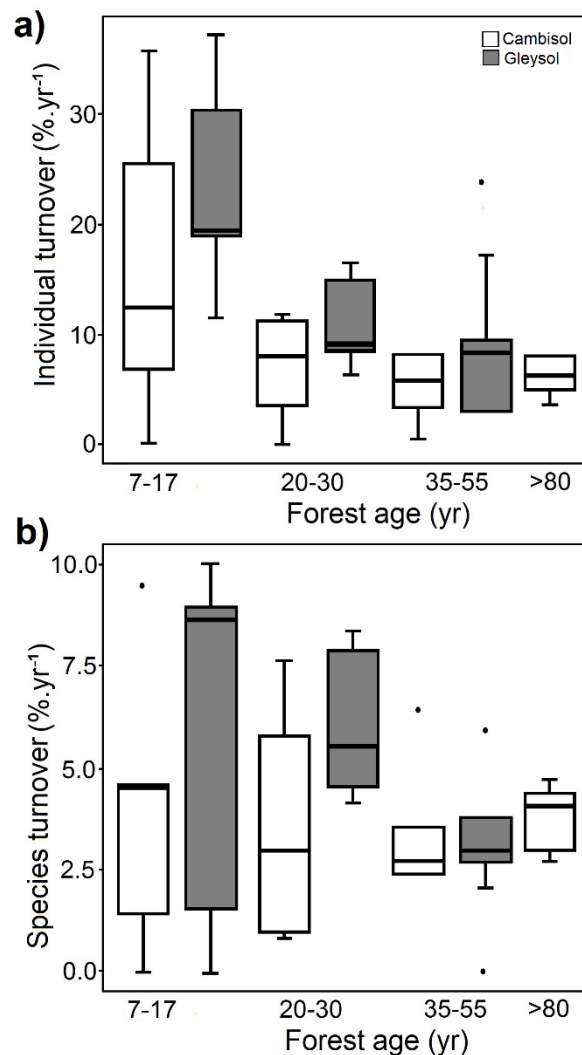 a)
Cambisol
Gleysol
30
20
10
0
Individual turnover (%.yr⁻¹)
7-17 20-30 35-55 >80
Forest age (yr)
b)
10.0
7.5
5.0
2.5
0.0
Species turnover (%.yr⁻¹)
7-17 20-30 35-55 >80
Forest age (yr)